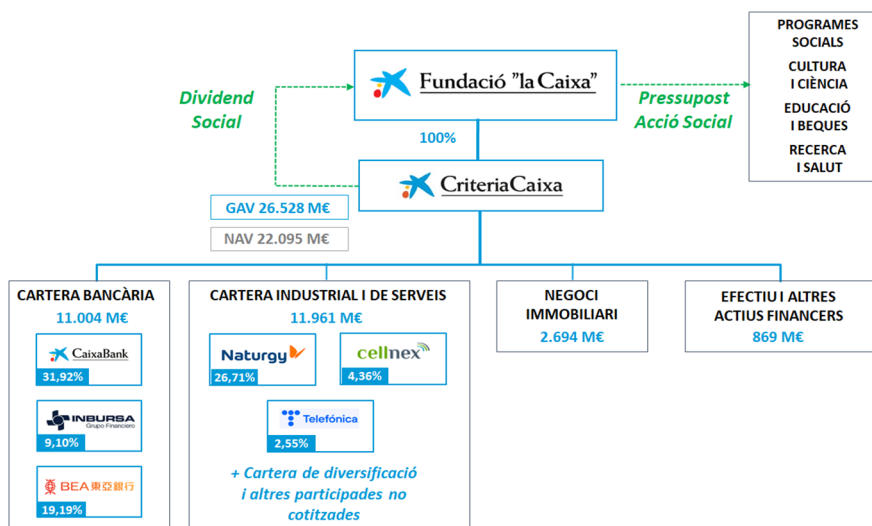 PROGRAMES
SOCIALS
CULTURA
I CIÈNCIA
EDUCACIÓ
I BEQUES
RECERCA
I SALUT
Fundació "la Caixa"
Dividend
Social
Pressupost
Acció Social
100%
CriteriaCaixa
GAV 26.528 M€
NAV 22.095 M€
CARTERA BANCÀRIA
11.004 M€
CaixaBank
31,92%
INBURSA
Grupo Financiero
9,10%
BEA東亞銀行
19,19%
CARTERA INDUSTRIAL I DE SERVEIS
11.961 M€
Naturgy
26,71%
cellnex
4,36%
Telefónica
2,55%
+ Cartera de diversificació
i altres participades no
cotitzades
NEGOCI
IMMOBILIARI
2.694 M€
EFECTIU I ALTRES
ACTIUS FINANCERS
869 M€